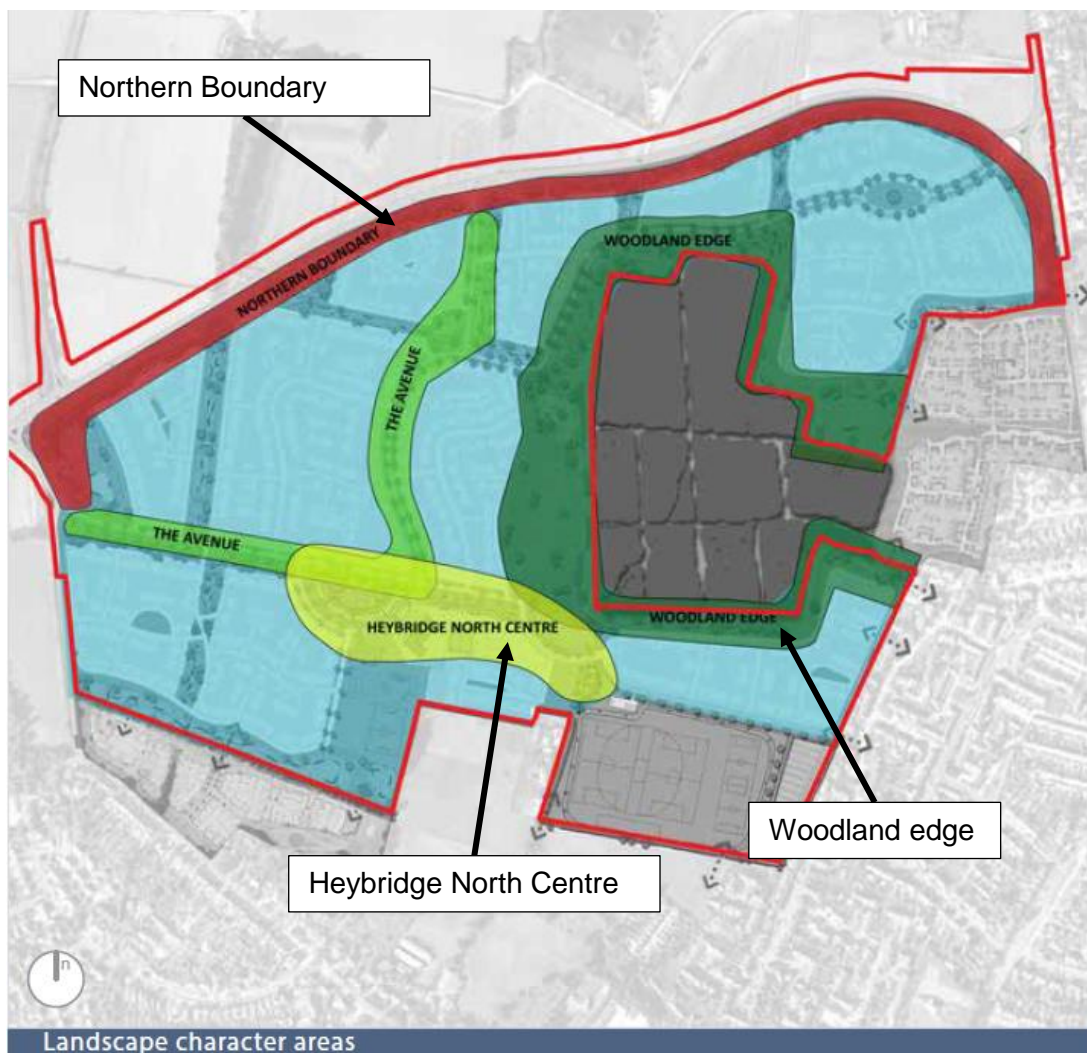 Northern Boundary
WOODLAND EDGE
NORTHERN BOUNDARY
THE AVENUE
THE AVENUE
HEYBRIDGE NORTH CENTRE
WOODLAND EDGE
Woodland edge
Heybridge North Centre
n
Landscape character areas